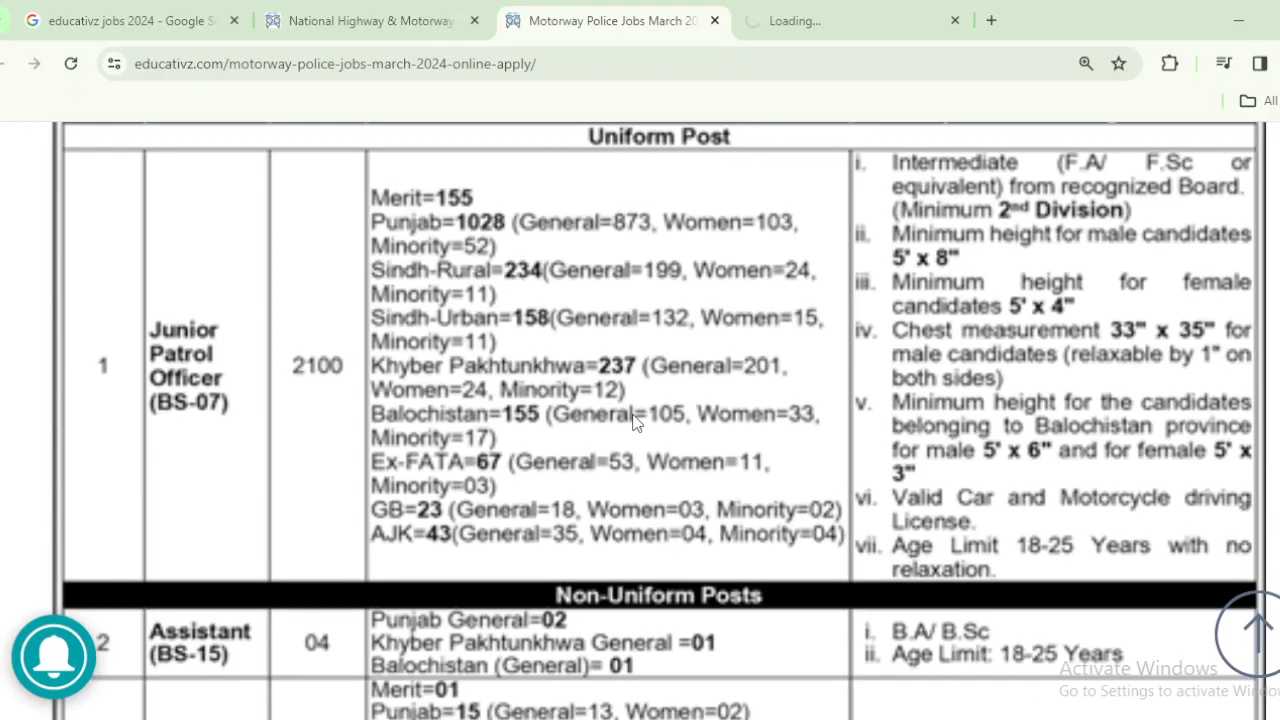 educativz jobs 2024 - Google S
National Highway & Motorway
Motorway Police Jobs March 20
Loading...
educativz.com/motorway-police-jobs-march-2024-online-apply/
All
Uniform Post
1
Junior
Patrol
Officer
(BS-07)
2100
Merit=155
Punjab=1028 (General=873, Women=103,
Minority=52)
Sindh-Rural=234(General=199, Women=24,
Minority=11)
Sindh-Urban=158(General=132, Women=15,
Minority=11)
Khyber Pakhtunkhwa=237 (General=201,
Women=24, Minority=12)
Balochistan=155 (General=105, Women=33,
Minority=17)
Ex-FATA=67 (General=53, Women=11,
Minority=03)
GB=23 (General=18, Women=03, Minority=02)
AJK=43(General=35, Women=04, Minority=04)
i. Intermediate (F.A/ F.Sc or
equivalent) from recognized Board.
(Minimum 2nd Division)
ii. Minimum height for male candidates
5' x 8"
iii. Minimum height for female
candidates 5' x 4"
iv. Chest measurement 33" x 35" for
male candidates (relaxable by 1" on
both sides)
v. Minimum height for the candidates
belonging to Balochistan province
for male 5' x 6" and for female 5' x
3"
vi. Valid Car and Motorcycle driving
License.
vii. Age Limit 18-25 Years with no
relaxation.
Non-Uniform Posts
2
Assistant
(BS-15)
04
Punjab General=02
Khyber Pakhtunkhwa General =01
Balochistan (General)= 01
i. B.A/ B.Sc
ii. Age Limit: 18-25 Years
Merit=01
Punjab=15 (General=13, Women=02)
Activate Windows
Go to Settings to activate Windo